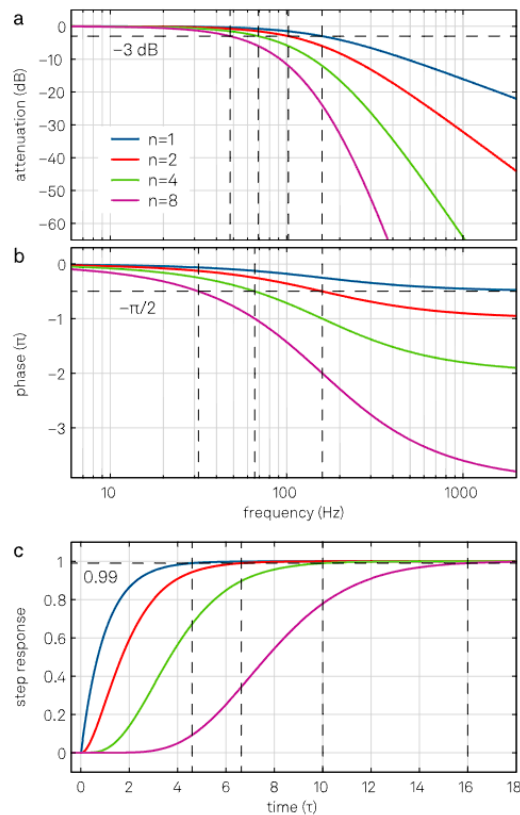 a
0
−10
−20
−30
−40
−50
−60
attenuation (dB)
−3 dB
n=1
n=2
n=4
n=8
b
0
−1
−2
−3
phase (π)
−π/2
10
100
1000
frequency (Hz)
c
1
0.8
0.6
0.4
0.2
0
step response
0.99
0
2
4
6
8
10
12
14
16
18
time (τ)